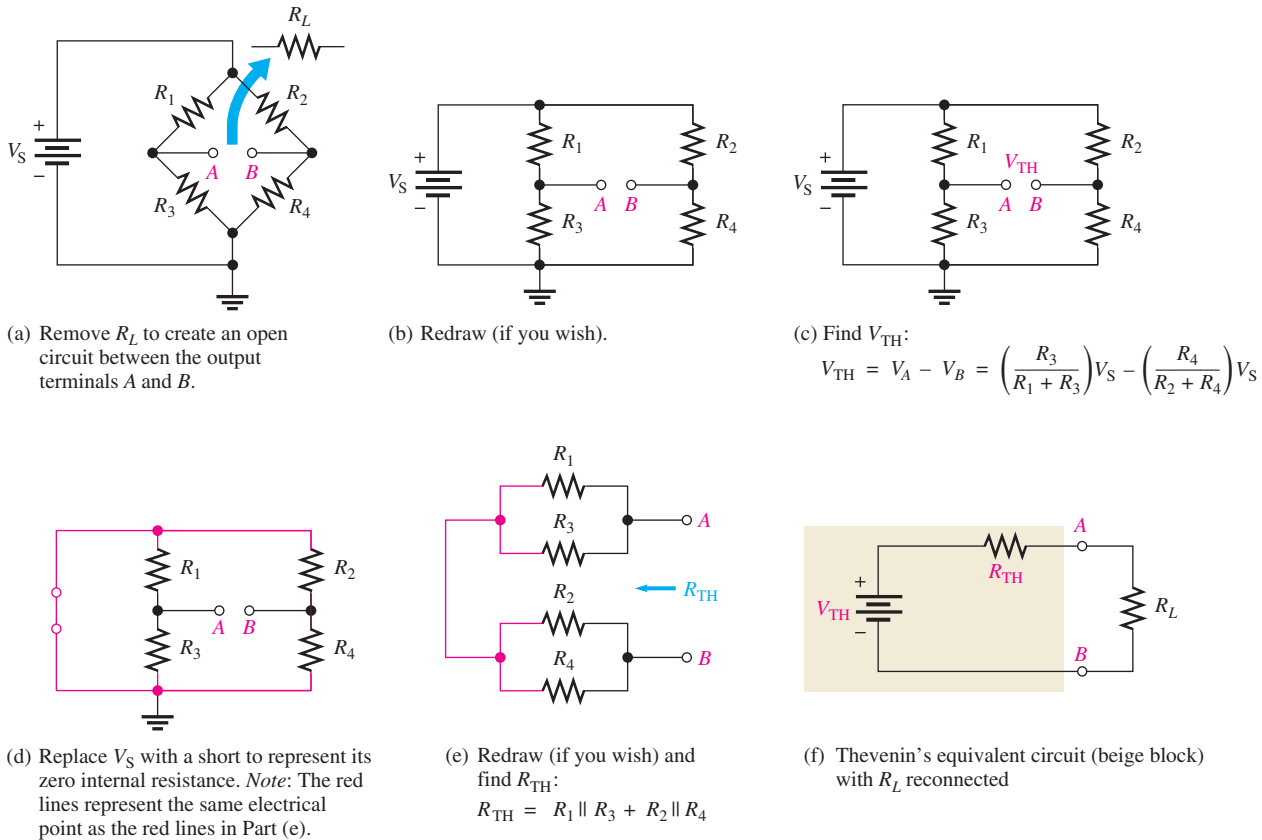 R_L
R_1
R_2
+
V_S
−
A B
R_3
R_4
(a) Remove R_L to create an open
circuit between the output
terminals A and B.
R_1
R_2
+
V_S
−
A B
R_3
R_4
(b) Redraw (if you wish).
R_1
R_2
+
V_TH
V_S
−
A B
R_3
R_4
(c) Find V_TH:
V_TH = V_A − V_B = (R_3 / (R_1 + R_3)) V_S − (R_4 / (R_2 + R_4)) V_S
R_1
R_2
A B
R_3
R_4
(d) Replace V_S with a short to represent its
zero internal resistance. Note: The red
lines represent the same electrical
point as the red lines in Part (e).
R_1
A
R_3
R_TH
R_2
B
R_4
(e) Redraw (if you wish) and
find R_TH:
R_TH = R_1 || R_3 + R_2 || R_4
A
R_TH
+
V_TH
−
R_L
B
(f) Thevenin's equivalent circuit (beige block)
with R_L reconnected